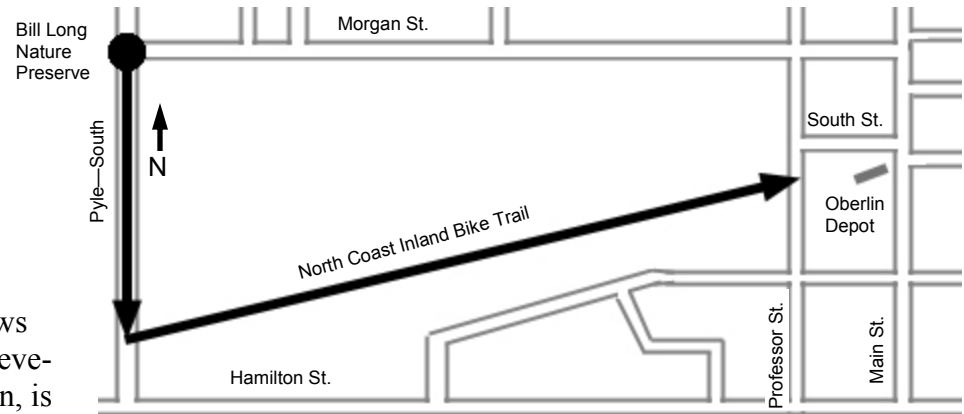 Bill Long
Nature
Preserve
Morgan St.
Pyle—South
N
South St.
Oberlin
Depot
North Coast Inland Bike Trail
Hamilton St.
Professor St.
Main St.
n, is